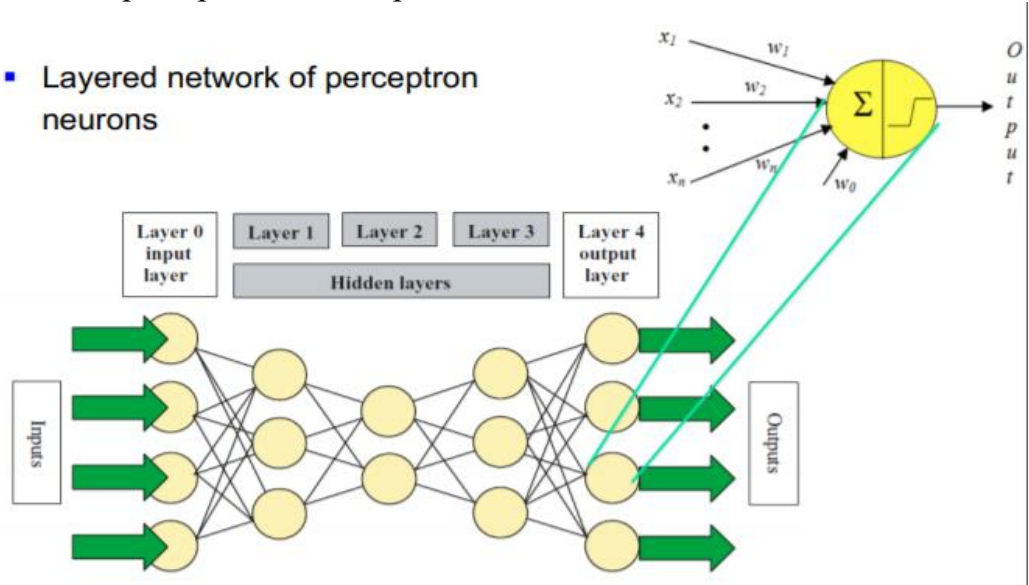 ▪ Layered network of perceptron
neurons
x₁
w₁
x₂
w₂
xₙ
wₙ
w₀
Σ
Output
Layer 0
input
layer
Layer 1
Layer 2
Layer 3
Hidden layers
Layer 4
output
layer
Inputs
Outputs